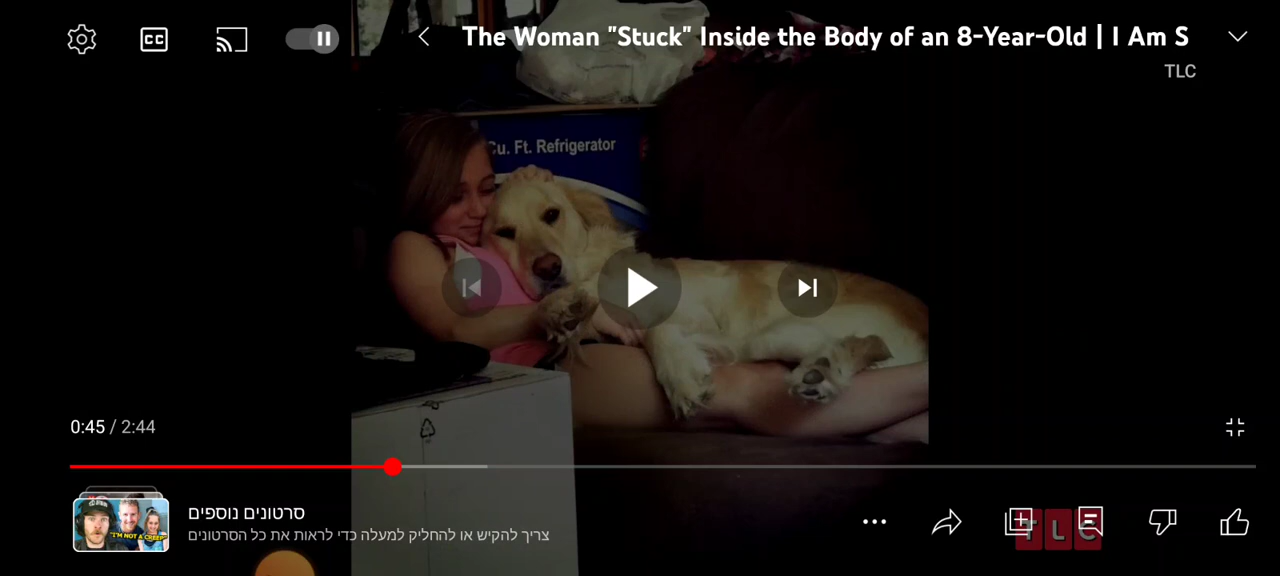 The Woman "Stuck" Inside the Body of an 8-Year-Old | I Am S
TLC
CC
Cu. Ft. Refrigerator
0:45 / 2:44
סרטונים נוספים
צריך להקיש או להחליק למעלה כדי לראות את כל הסרטונים
"I'M NOT A CREEP"
TLC